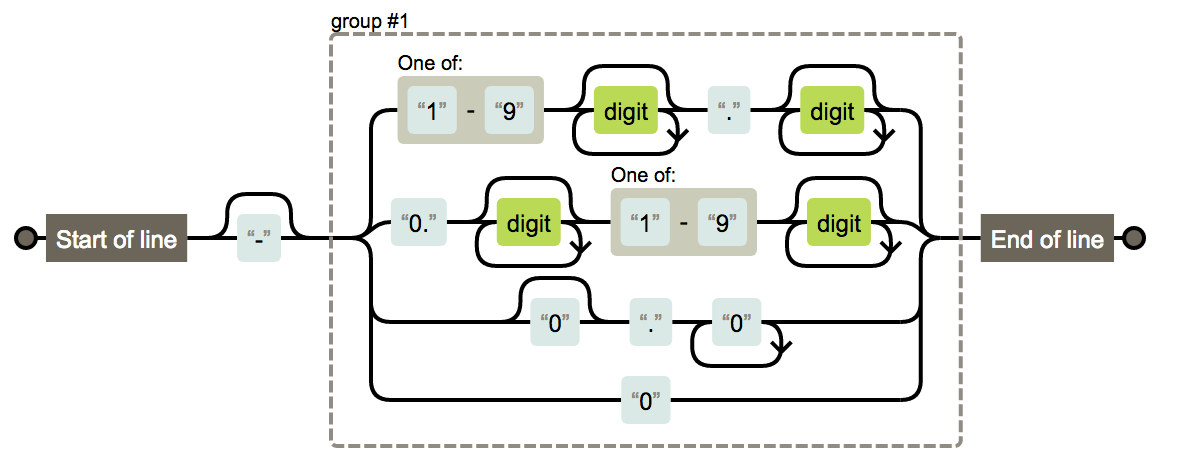 group #1
One of:
“1” - “9” digit “.” digit
One of:
“0.” digit “1” - “9” digit
Start of line “-” End of line
“0” “.” “0”
“0”